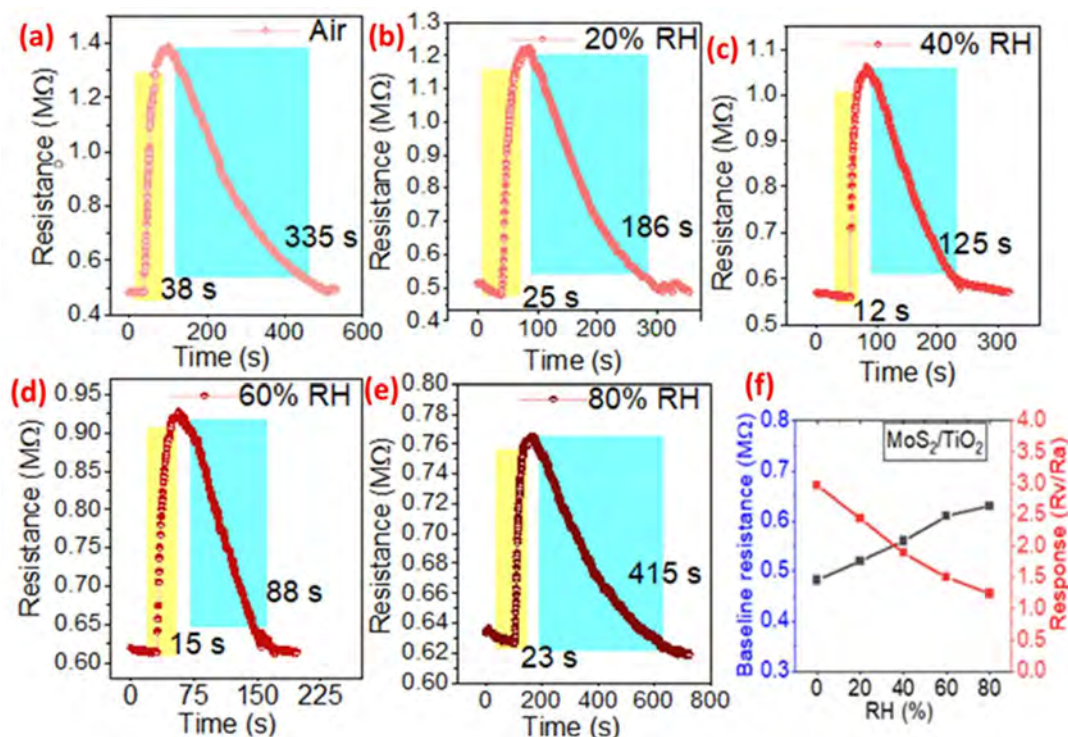 (a)
Air
Resistance (MΩ)
1.4
1.2
1.0
0.8
0.6
0.4
335 s
38 s
0 200 400 600
Time (s)
(b)
20% RH
Resistance (MΩ)
1.3
1.2
1.1
1.0
0.9
0.8
0.7
0.6
0.5
0.4
186 s
25 s
0 100 200 300
Time (s)
(c)
40% RH
Resistance (MΩ)
1.1
1.0
0.9
0.8
0.7
0.6
0.5
125 s
12 s
0 100 200 300
Time (s)
(d)
60% RH
Resistance (MΩ)
0.95
0.90
0.85
0.80
0.75
0.70
0.65
0.60
88 s
15 s
0 75 150 225
Time (s)
(e)
80% RH
Resistance (MΩ)
0.80
0.78
0.76
0.74
0.72
0.70
0.68
0.66
0.64
0.62
0.60
415 s
23 s
0 200 400 600 800
Time (s)
(f)
MoS₂/TiO₂
Baseline resistance (MΩ)
0.8
0.7
0.6
0.5
0.4
0.3
Response (Rv/Ra)
4.0
3.5
3.0
2.5
2.0
1.5
1.0
0.5
0.0
0 20 40 60 80
RH (%)